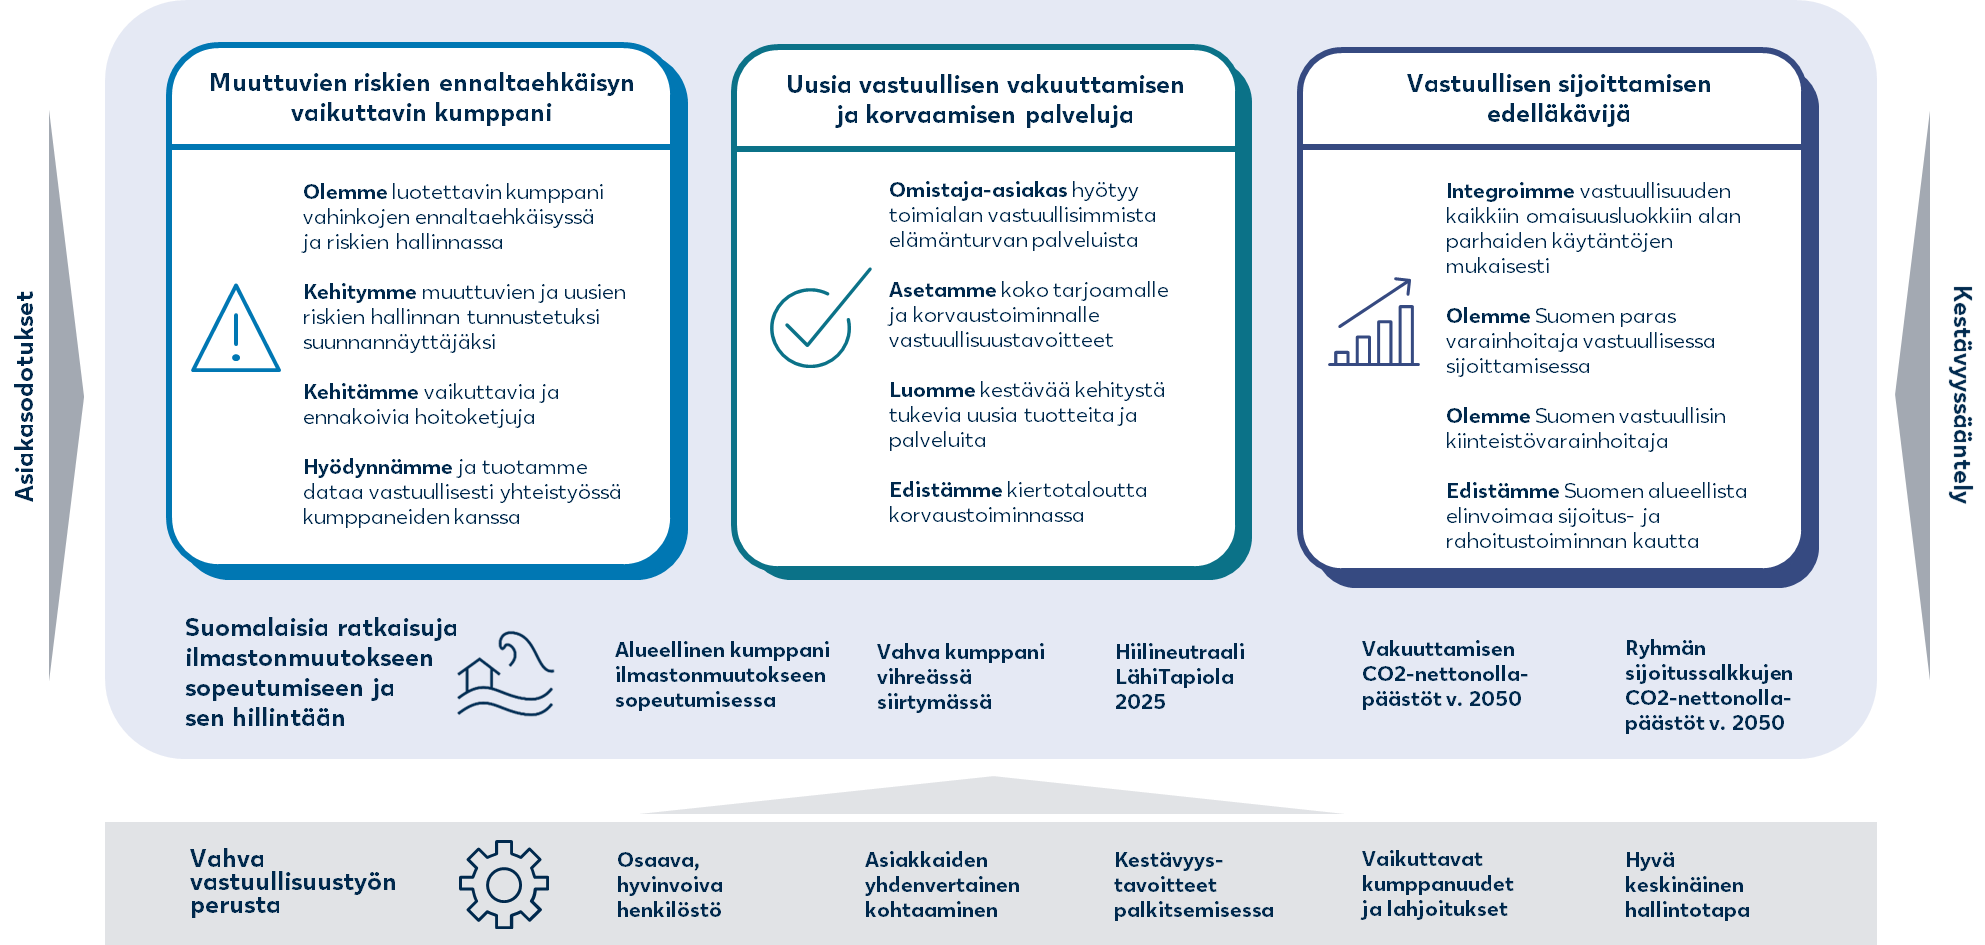 Asiakasodotukset
Muuttuvien riskien ennaltaehkäisyn
vaikuttavin kumppani
Olemme luotettavin kumppani
vahinkojen ennaltaehkäisyssä
ja riskien hallinnassa
Kehitymme muuttuvien ja uusien
riskien hallinnan tunnustetuksi
suunnannäyttäjäksi
Kehitämme vaikuttavia ja
ennakoivia hoitoketjuja
Hyödynnämme ja tuotamme
dataa vastuullisesti yhteistyössä
kumppaneiden kanssa
Uusia vastuullisen vakuuttamisen
ja korvaamisen palveluja
Omistaja-asiakas hyötyy
toimialan vastuullisimmista
elämänturvan palveluista
Asetamme koko tarjoamalle
ja korvaustoiminnalle
vastuullisuustavoitteet
Luomme kestävää kehitystä
tukevia uusia tuotteita ja
palveluita
Edistämme kiertotaloutta
korvaustoiminnassa
Vastuullisen sijoittamisen
edelläkävijä
Integroimme vastuullisuuden
kaikkiin omaisuusluokkiin alan
parhaiden käytäntöjen
mukaisesti
Olemme Suomen paras
varainhoitaja vastuullisessa
sijoittamisessa
Olemme Suomen vastuullisin
kiinteistövarainhoitaja
Edistämme Suomen alueellista
elinvoimaa sijoitus- ja
rahoitustoiminnan kautta
Kestävyyssääntely
Suomalaisia ratkaisuja
ilmastonmuutokseen
sopeutumiseen ja
sen hillintään
Alueellinen kumppani
ilmastonmuutokseen
sopeutumisessa
Vahva kumppani
vihreässä
siirtymässä
Hiilineutraali
LähiTapiola
2025
Vakuuttamisen
CO2-nettonolla-
päästöt v. 2050
Ryhmän
sijoitussalkkujen
CO2-nettonolla-
päästöt v. 2050
Vahva
vastuullisuustyön
perusta
Osaava,
hyvinvoiva
henkilöstö
Asiakkaiden
yhdenvertainen
kohtaaminen
Kestävyys-
tavoitteet
palkitsemisessa
Vaikuttavat
kumppanuudet
ja lahjoitukset
Hyvä
keskinäinen
hallintotapa